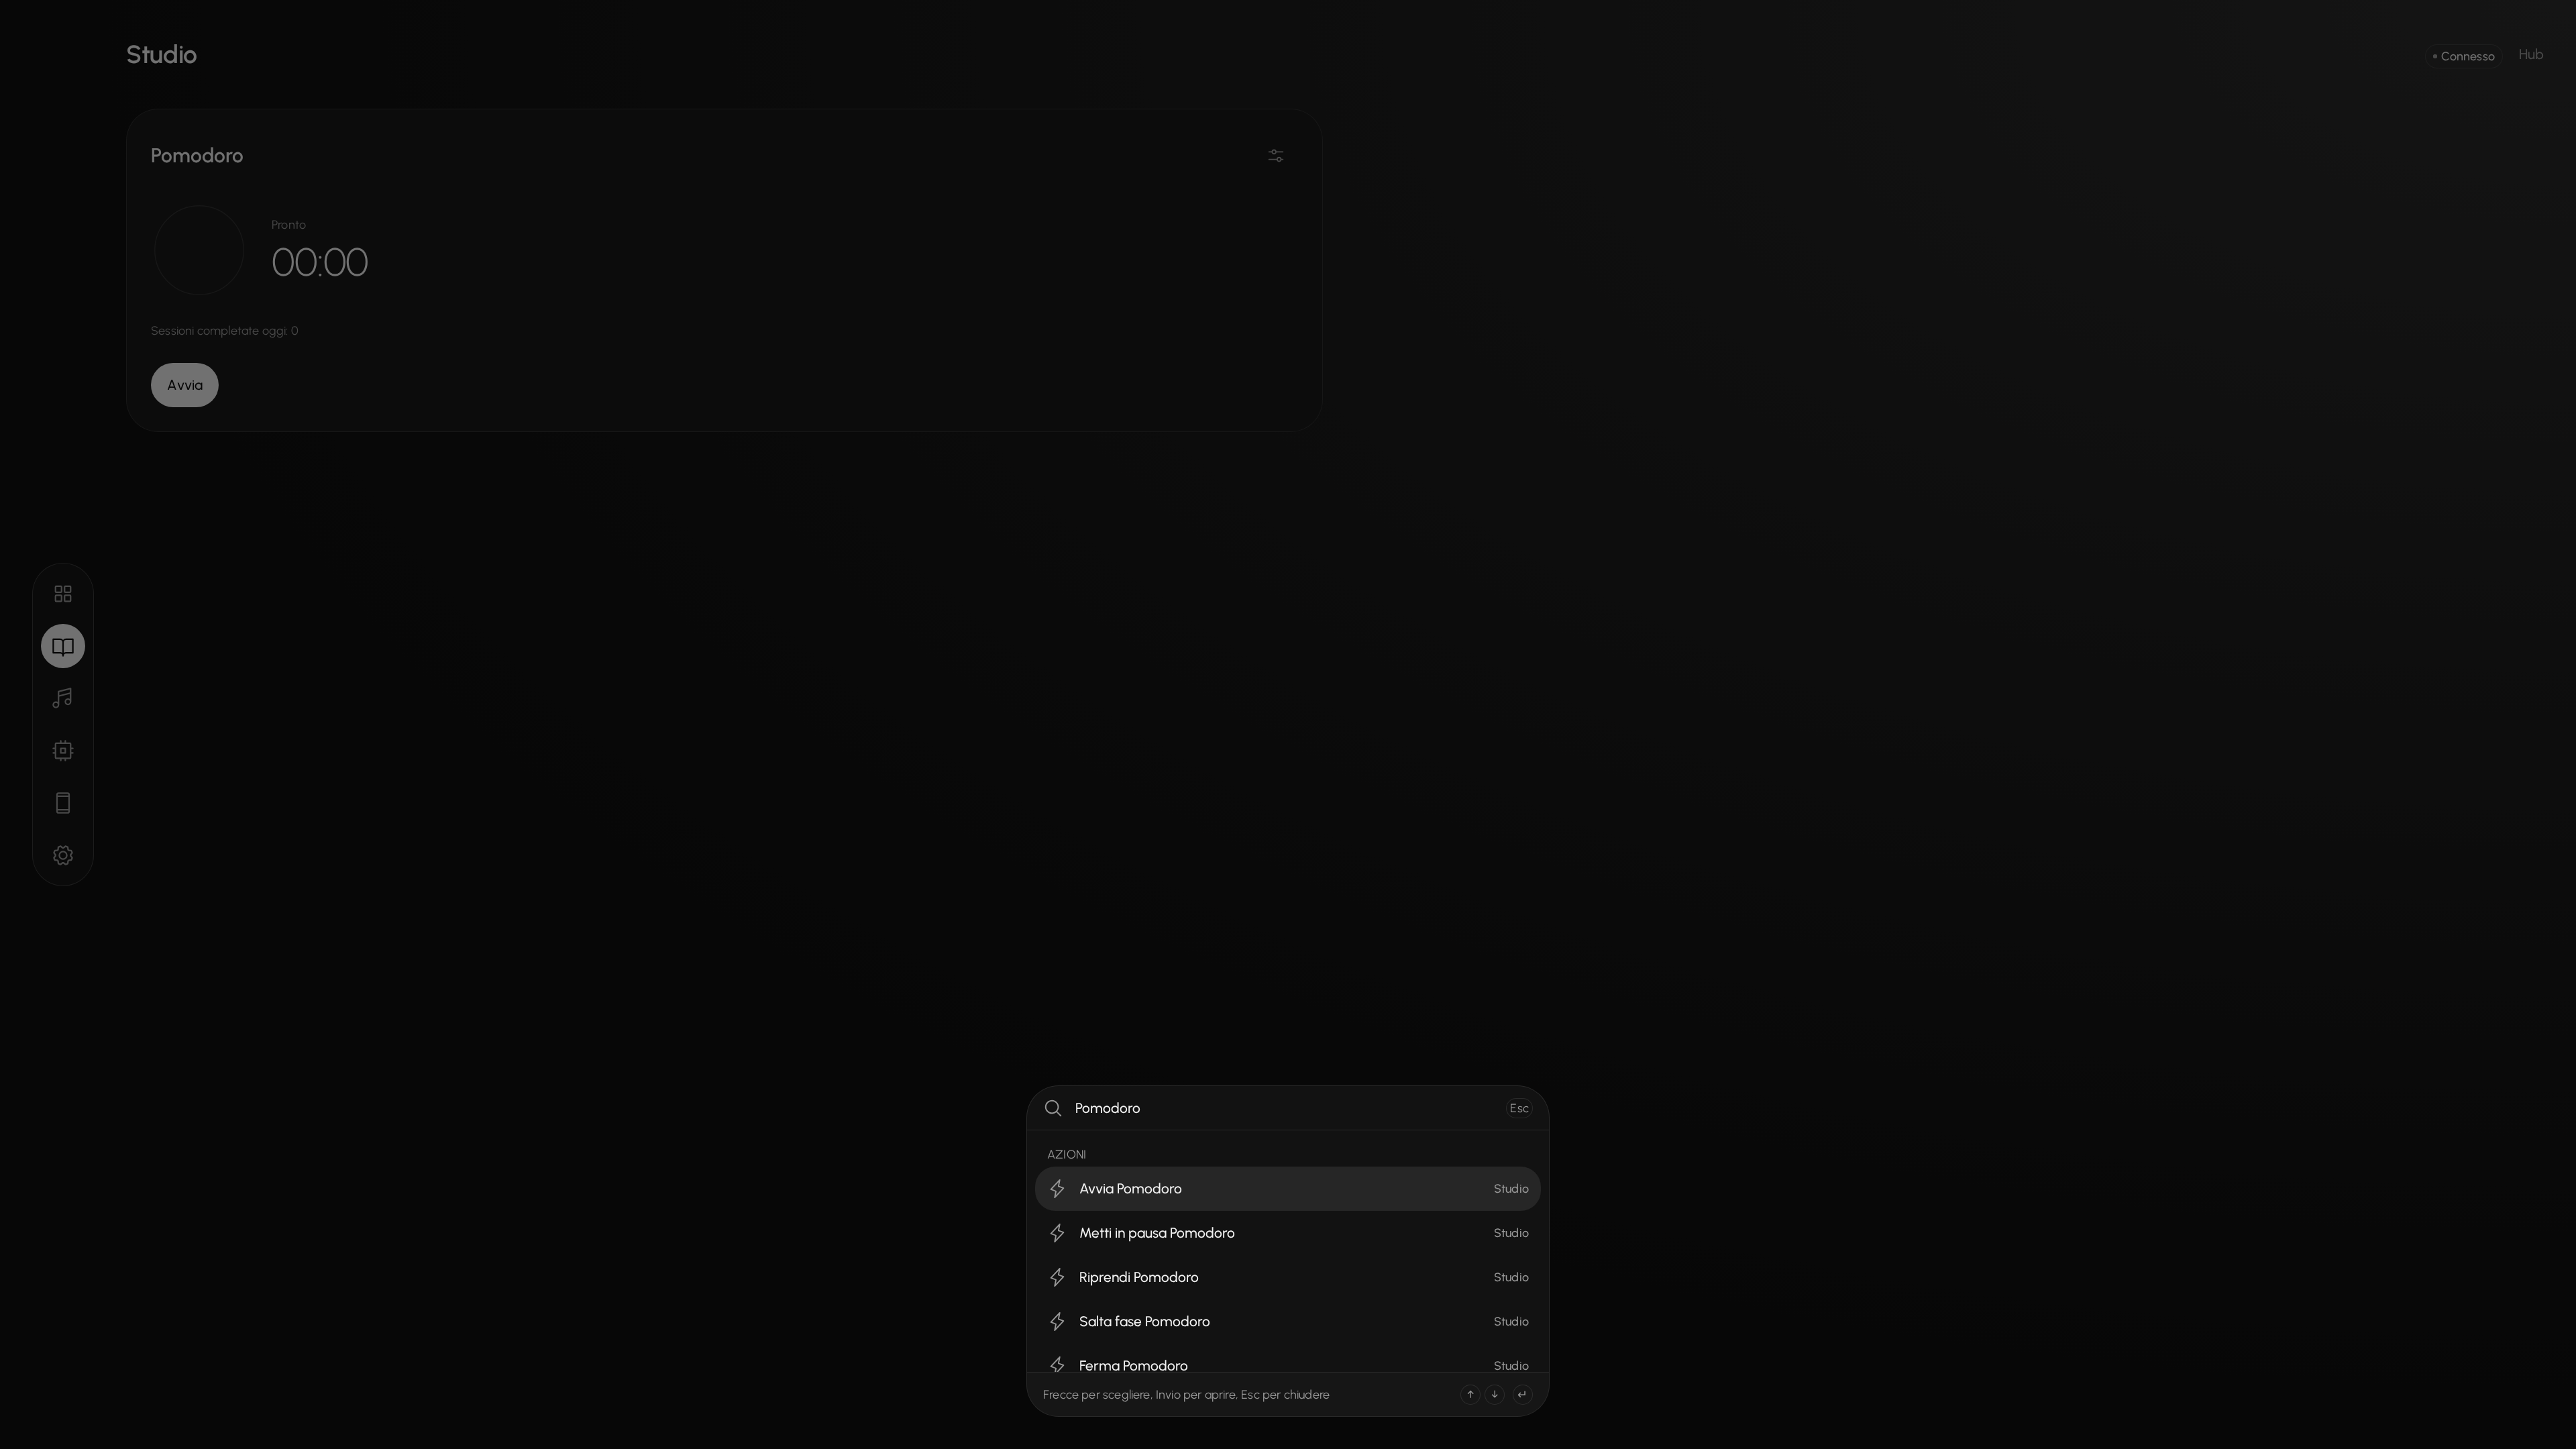 Studio
Connesso
Hub
Pomodoro
Pronto
00:00
Sessioni completate oggi: 0
Avvia
Pomodoro
Esc
AZIONI
Avvia Pomodoro
Studio
Metti in pausa Pomodoro
Studio
Riprendi Pomodoro
Studio
Salta fase Pomodoro
Studio
Ferma Pomodoro
Studio
Frecce per scegliere, Invio per aprire, Esc per chiudere